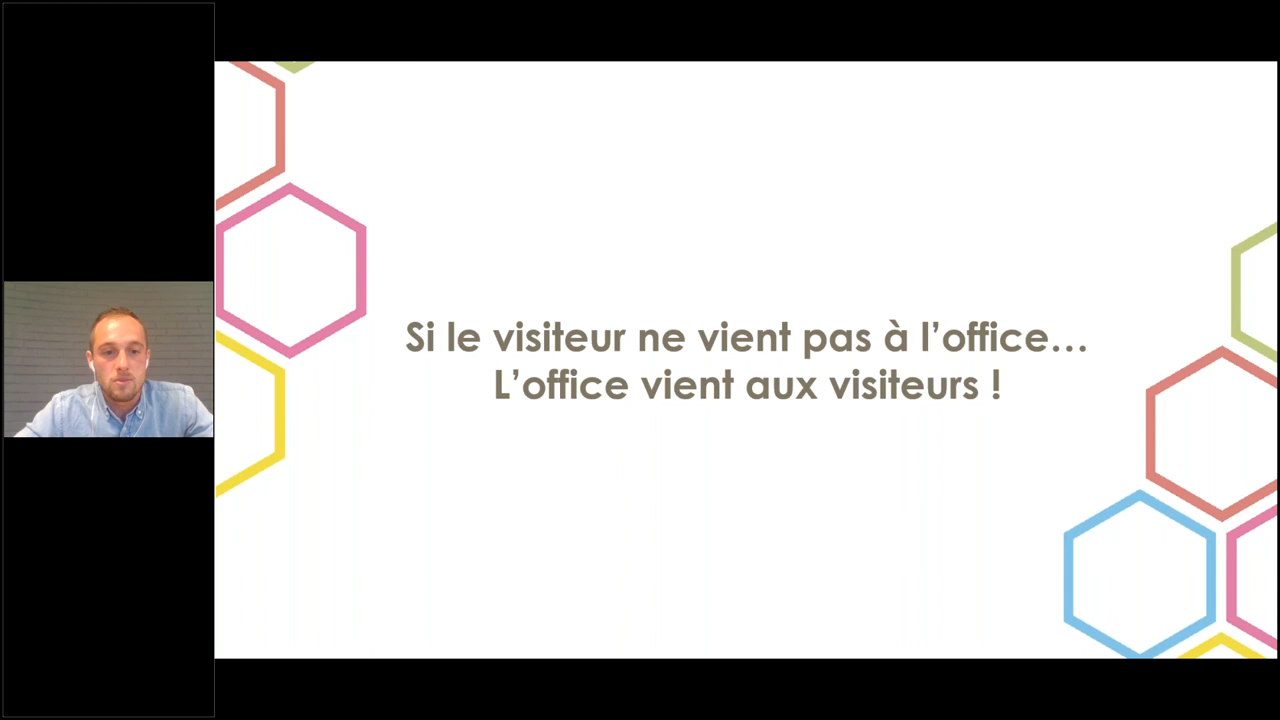 Si le visiteur ne vient pas à l’office…
L’office vient aux visiteurs !